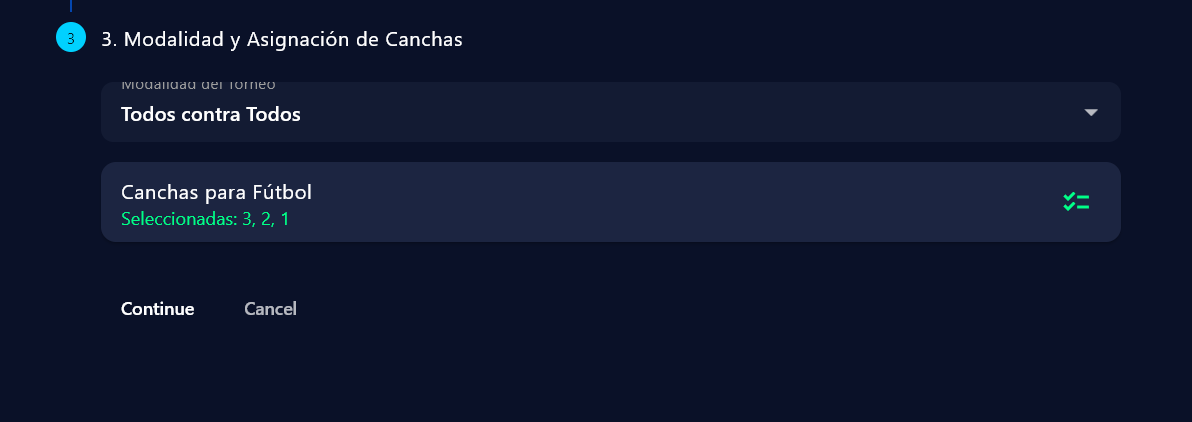 3
3. Modalidad y Asignación de Canchas
Modalidad del Torneo
Todos contra Todos
Canchas para Fútbol
Seleccionadas: 3, 2, 1
Continue
Cancel